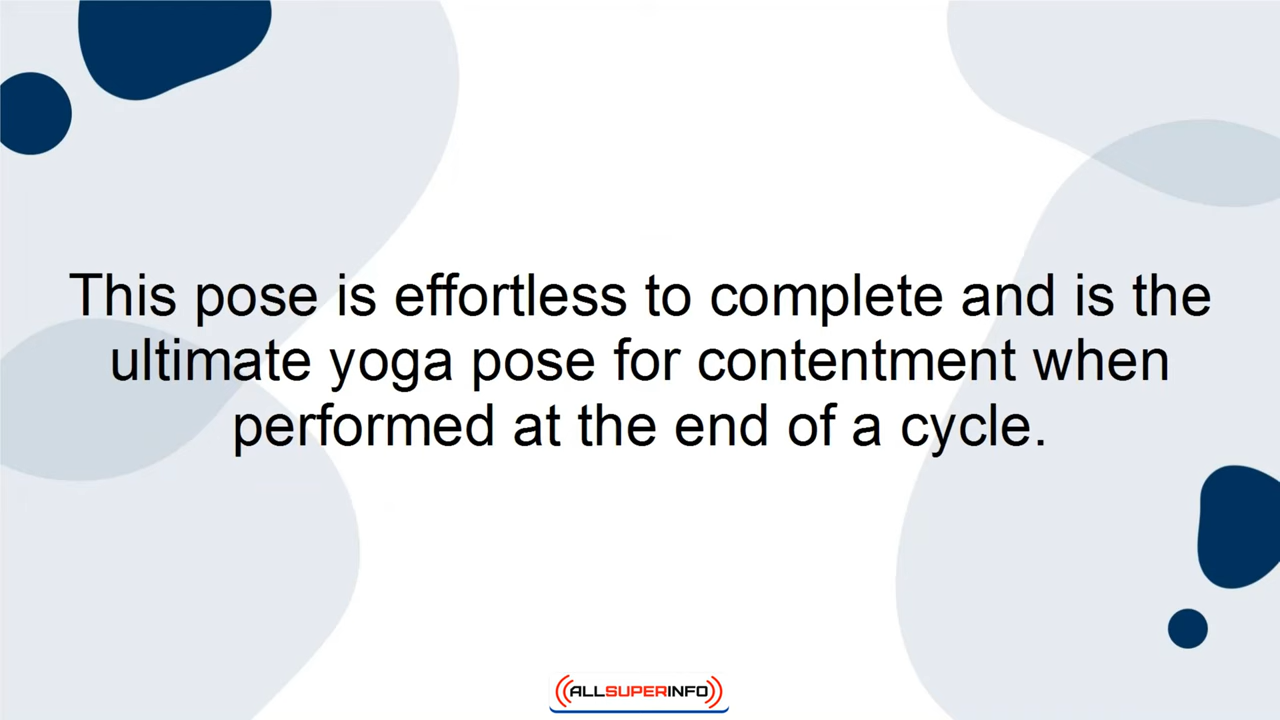 This pose is effortless to complete and is the
ultimate yoga pose for contentment when
performed at the end of a cycle.
ALLSUPERINFO